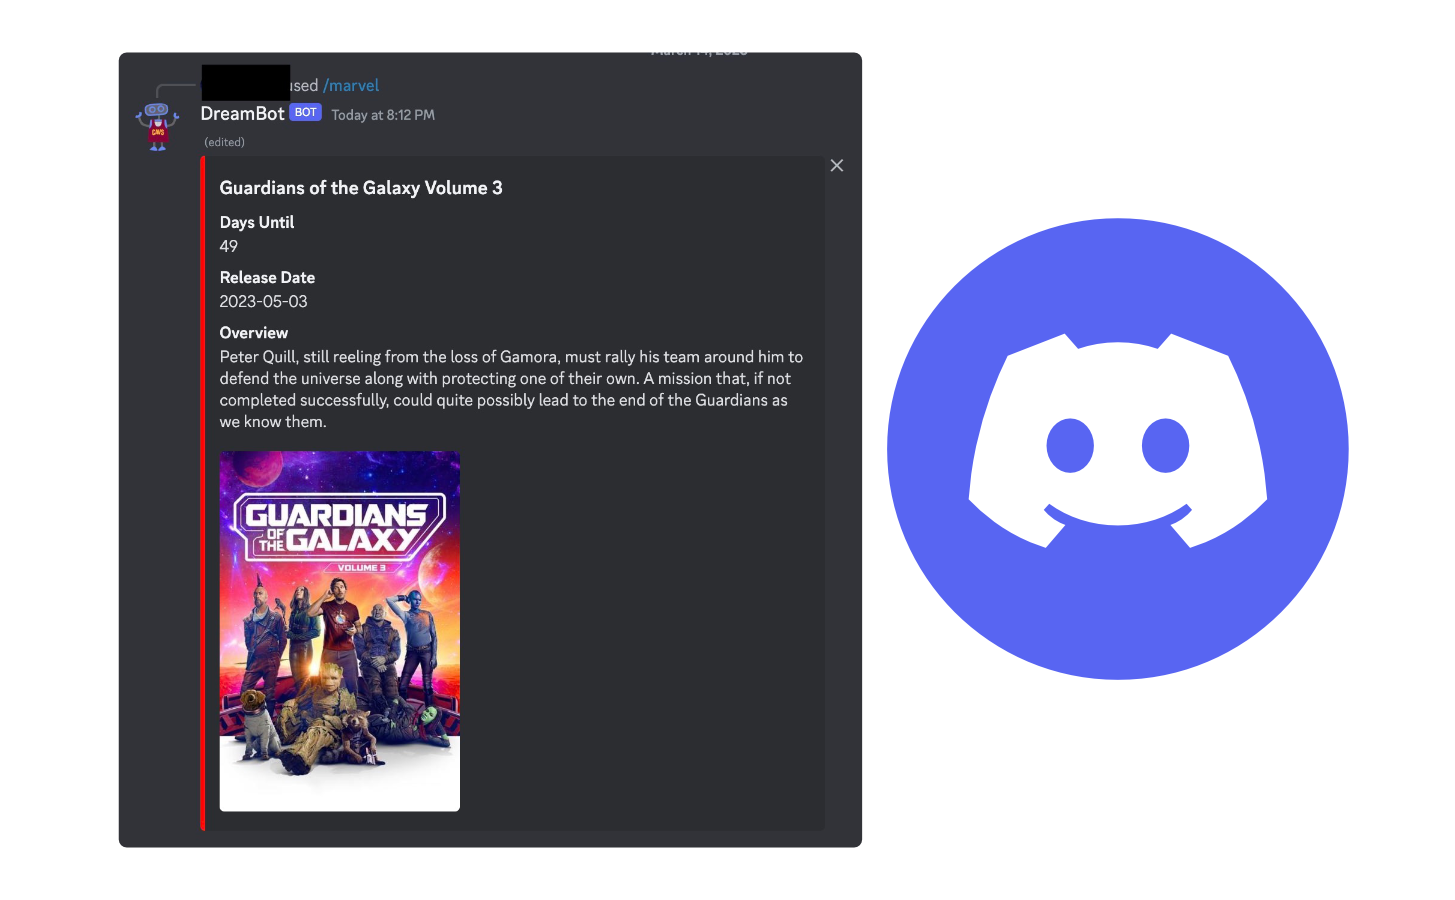 used /marvel
DreamBot BOT Today at 8:12 PM
(edited)
Guardians of the Galaxy Volume 3
Days Until
49
Release Date
2023-05-03
Overview
Peter Quill, still reeling from the loss of Gamora, must rally his team around him to
defend the universe along with protecting one of their own. A mission that, if not
completed successfully, could quite possibly lead to the end of the Guardians as
we know them.
GUARDIANS
OF
THE GALAXY
VOLUME 3